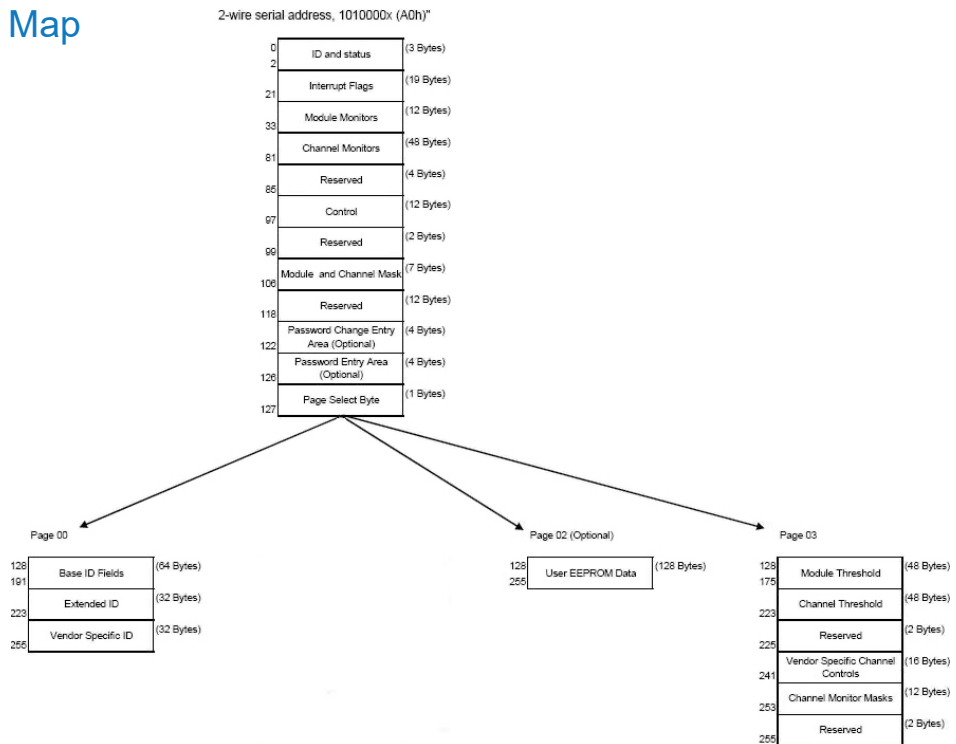 Map
2-wire serial address, 1010000x (A0h)"
0
2
ID and status
(3 Bytes)
21
Interrupt Flags
(19 Bytes)
33
Module Monitors
(12 Bytes)
81
Channel Monitors
(48 Bytes)
85
Reserved
(4 Bytes)
97
Control
(12 Bytes)
99
Reserved
(2 Bytes)
106
Module and Channel Mask
(7 Bytes)
118
Reserved
(12 Bytes)
122
Password Change Entry
Area (Optional)
(4 Bytes)
126
Password Entry Area
(Optional)
(4 Bytes)
127
Page Select Byte
(1 Bytes)
Page 00
128
191
Base ID Fields
(64 Bytes)
223
Extended ID
(32 Bytes)
255
Vendor Specific ID
(32 Bytes)
Page 02 (Optional)
128
255
User EEPROM Data
(128 Bytes)
Page 03
128
175
Module Threshold
(48 Bytes)
223
Channel Threshold
(48 Bytes)
225
Reserved
(2 Bytes)
241
Vendor Specific Channel
Controls
(16 Bytes)
253
Channel Monitor Masks
(12 Bytes)
255
Reserved
(2 Bytes)